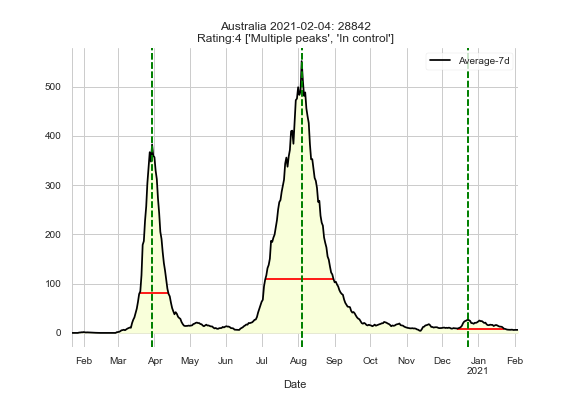 Australia 2021-02-04: 28842
Rating:4 ['Multiple peaks', 'In control']
Average-7d
500
400
300
200
100
0
Feb Mar Apr May Jun Jul Aug Sep Oct Nov Dec Jan Feb
2021
Date